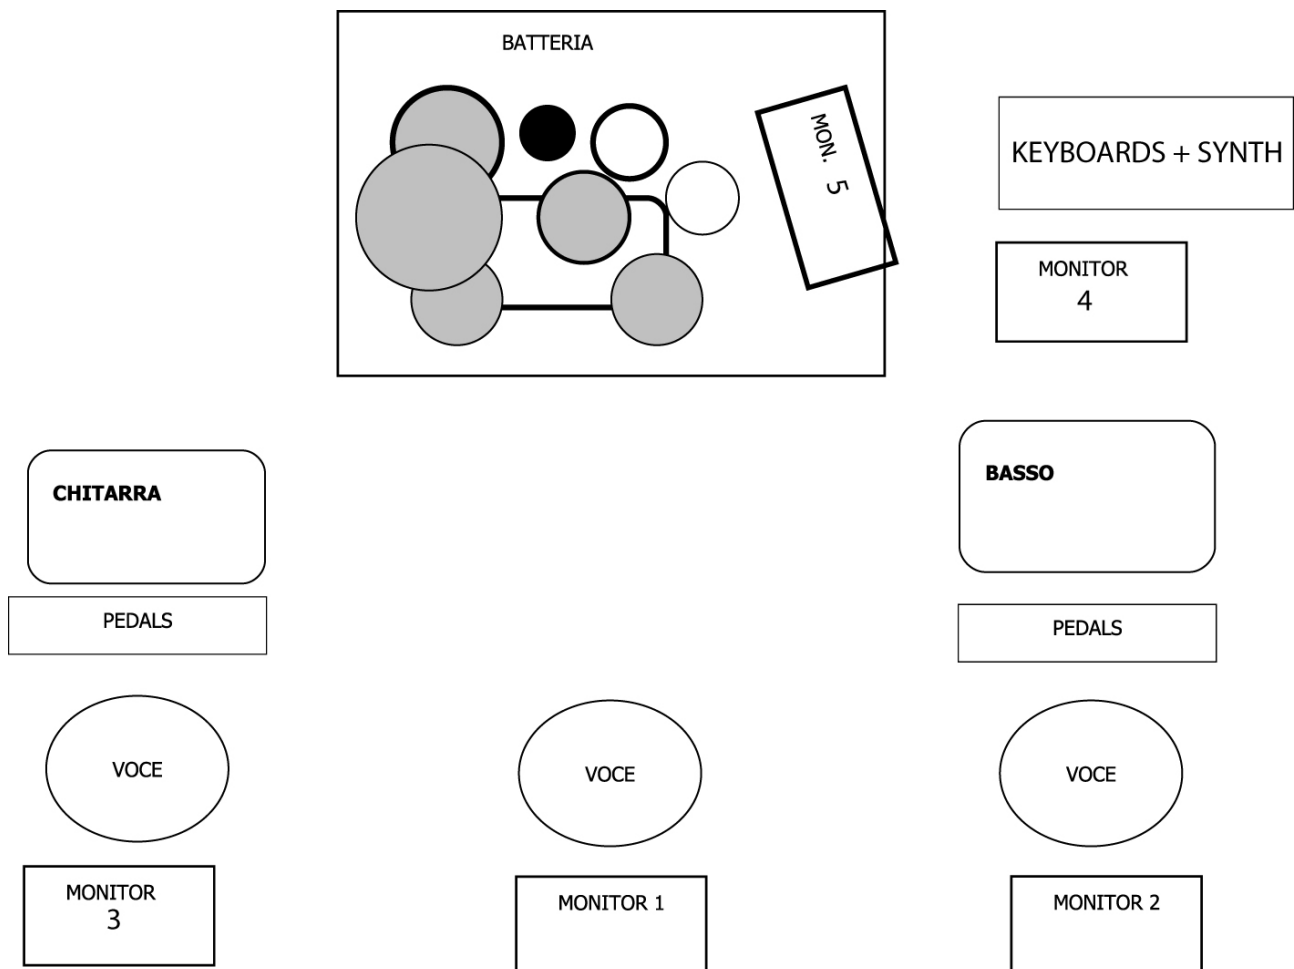 BATTERIA
MON. 5
KEYBOARDS + SYNTH
MONITOR
4
CHITARRA
BASSO
PEDALS
PEDALS
VOCE
VOCE
VOCE
MONITOR
3
MONITOR 1
MONITOR 2